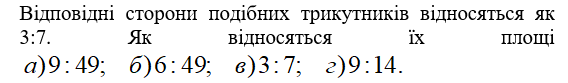 Відповідні сторони подібних трикутників відносяться як
3:7. Як відносяться їх площі
а)9:49; б)6:49; в)3:7; г)9:14.